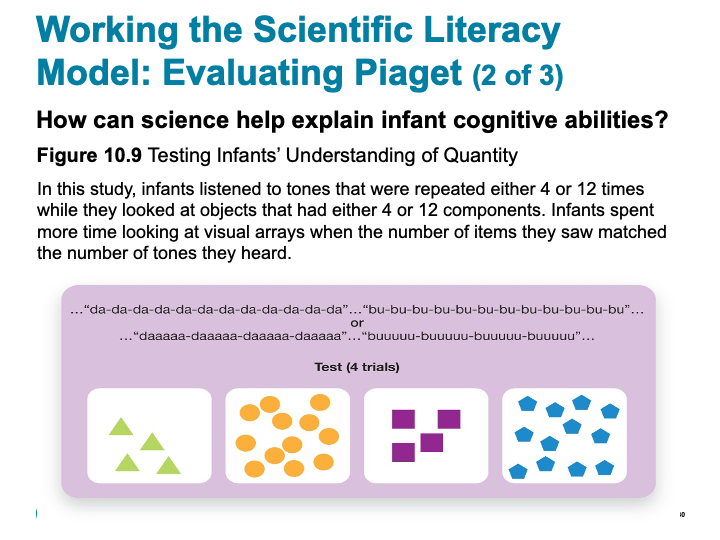 Working the Scientific Literacy
Model: Evaluating Piaget (2 of 3)
How can science help explain infant cognitive abilities?
Figure 10.9 Testing Infants’ Understanding of Quantity
In this study, infants listened to tones that were repeated either 4 or 12 times
while they looked at objects that had either 4 or 12 components. Infants spent
more time looking at visual arrays when the number of items they saw matched
the number of tones they heard.
…“da-da-da-da-da-da-da-da-da-da-da-da”…“bu-bu-bu-bu-bu-bu-bu-bu-bu-bu-bu-bu”…
or
…“daaaaa-daaaaa-daaaaa-daaaaa”…“buuuuu-buuuuu-buuuuu-buuuuu”…
Test (4 trials)